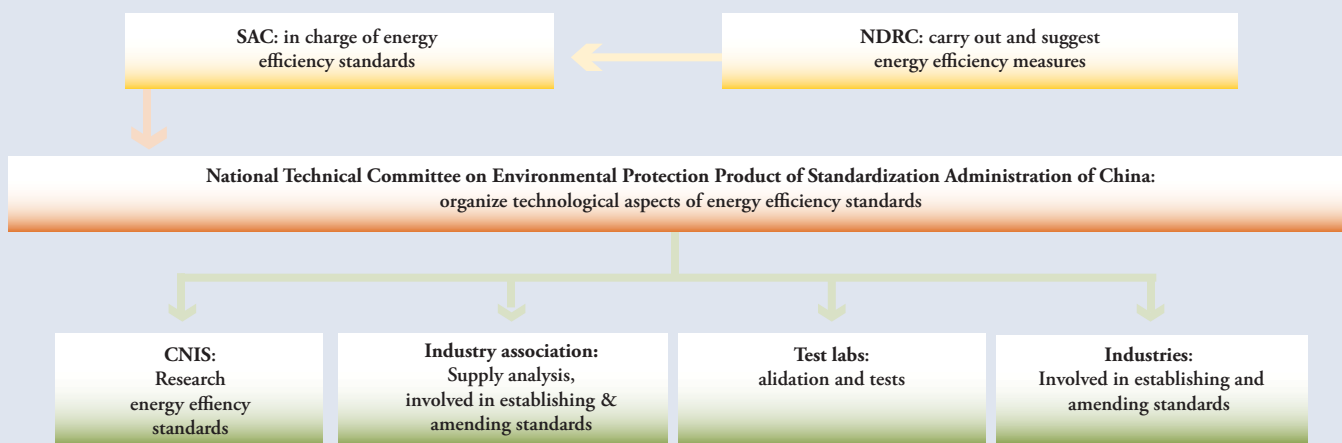 SAC: in charge of energy
efficiency standards
NDRC: carry out and suggest
energy efficiency measures
National Technical Committee on Environmental Protection Product of Standardization Administration of China:
organize technological aspects of energy efficiency standards
CNIS:
Research
energy effiency
standards
Industry association:
Supply analysis,
involved in establishing &
amending standards
Test labs:
alidation and tests
Industries:
Involved in establishing and
amending standards